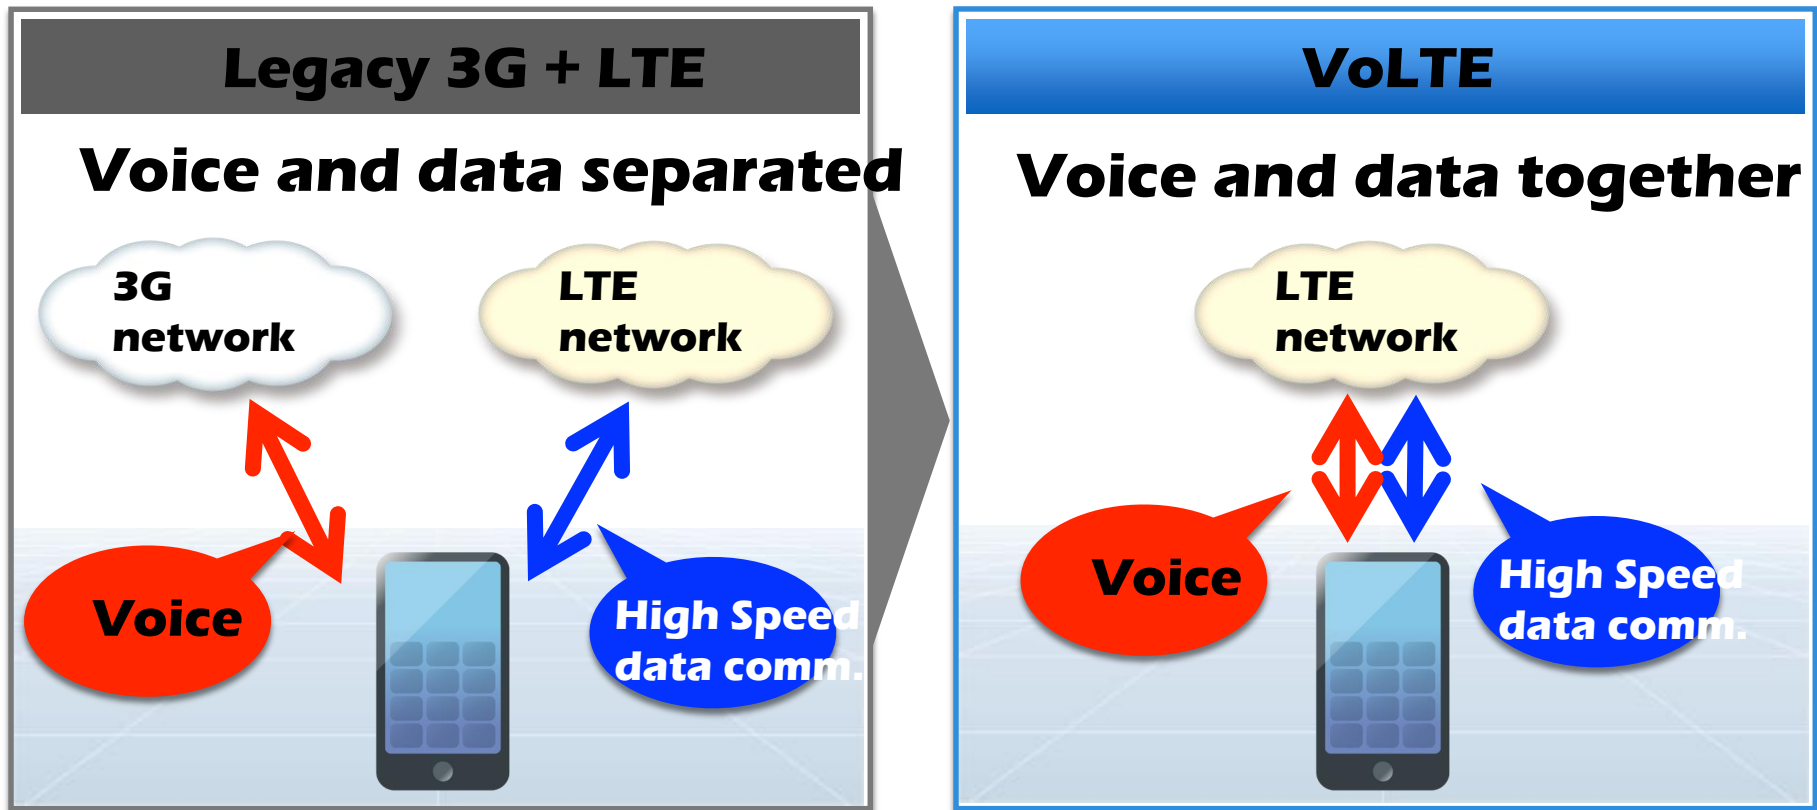 Legacy 3G + LTE
Voice and data separated
3G
network
LTE
network
Voice
High Speed
data comm.
VoLTE
Voice and data together
LTE
network
Voice
High Speed
data comm.